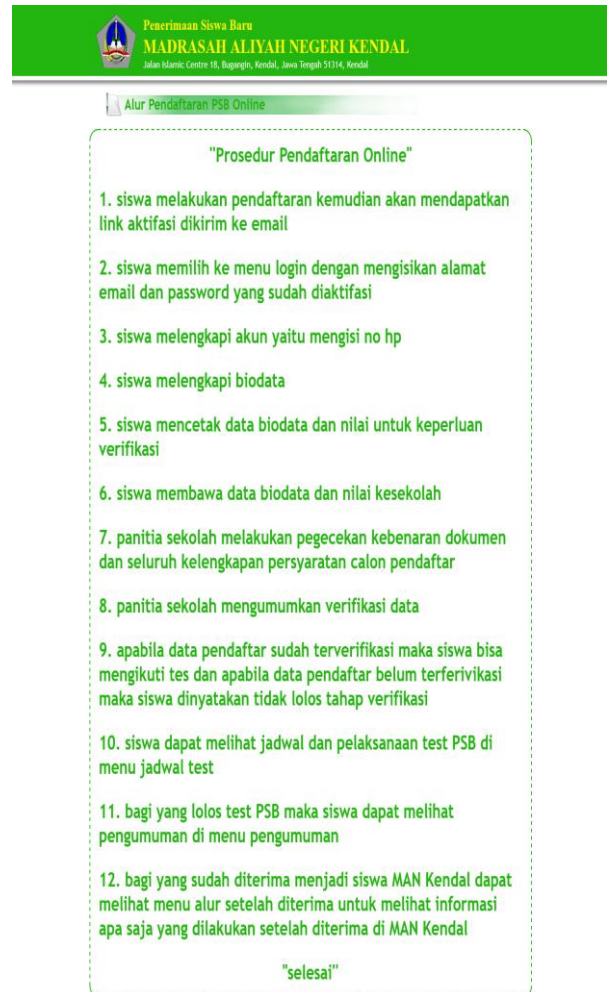 Penerimaan Siswa Baru
MADRASAH ALIYAH NEGERI KENDAL
Jalan Islamic Centre 18, Bugangin, Kendal, Jawa Tengah 51314, Kendal
Alur Pendaftaran PSB Online
"Prosedur Pendaftaran Online"
1. siswa melakukan pendaftaran kemudian akan mendapatkan
link aktifasi dikirim ke email
2. siswa memilih ke menu login dengan mengisikan alamat
email dan password yang sudah diaktifasi
3. siswa melengkapi akun yaitu mengisi no hp
4. siswa melengkapi biodata
5. siswa mencetak data biodata dan nilai untuk keperluan
verifikasi
6. siswa membawa data biodata dan nilai kesekolah
7. panitia sekolah melakukan pegecekan kebenaran dokumen
dan seluruh kelengkapan persyaratan calon pendaftar
8. panitia sekolah mengumumkan verifikasi data
9. apabila data pendaftar sudah terverifikasi maka siswa bisa
mengikuti tes dan apabila data pendaftar belum terferivikasi
maka siswa dinyatakan tidak lolos tahap verifikasi
10. siswa dapat melihat jadwal dan pelaksanaan test PSB di
menu jadwal test
11. bagi yang lolos test PSB maka siswa dapat melihat
pengumuman di menu pengumuman
12. bagi yang sudah diterima menjadi siswa MAN Kendal dapat
melihat menu alur setelah diterima untuk melihat informasi
apa saja yang dilakukan setelah diterima di MAN Kendal
"selesai"